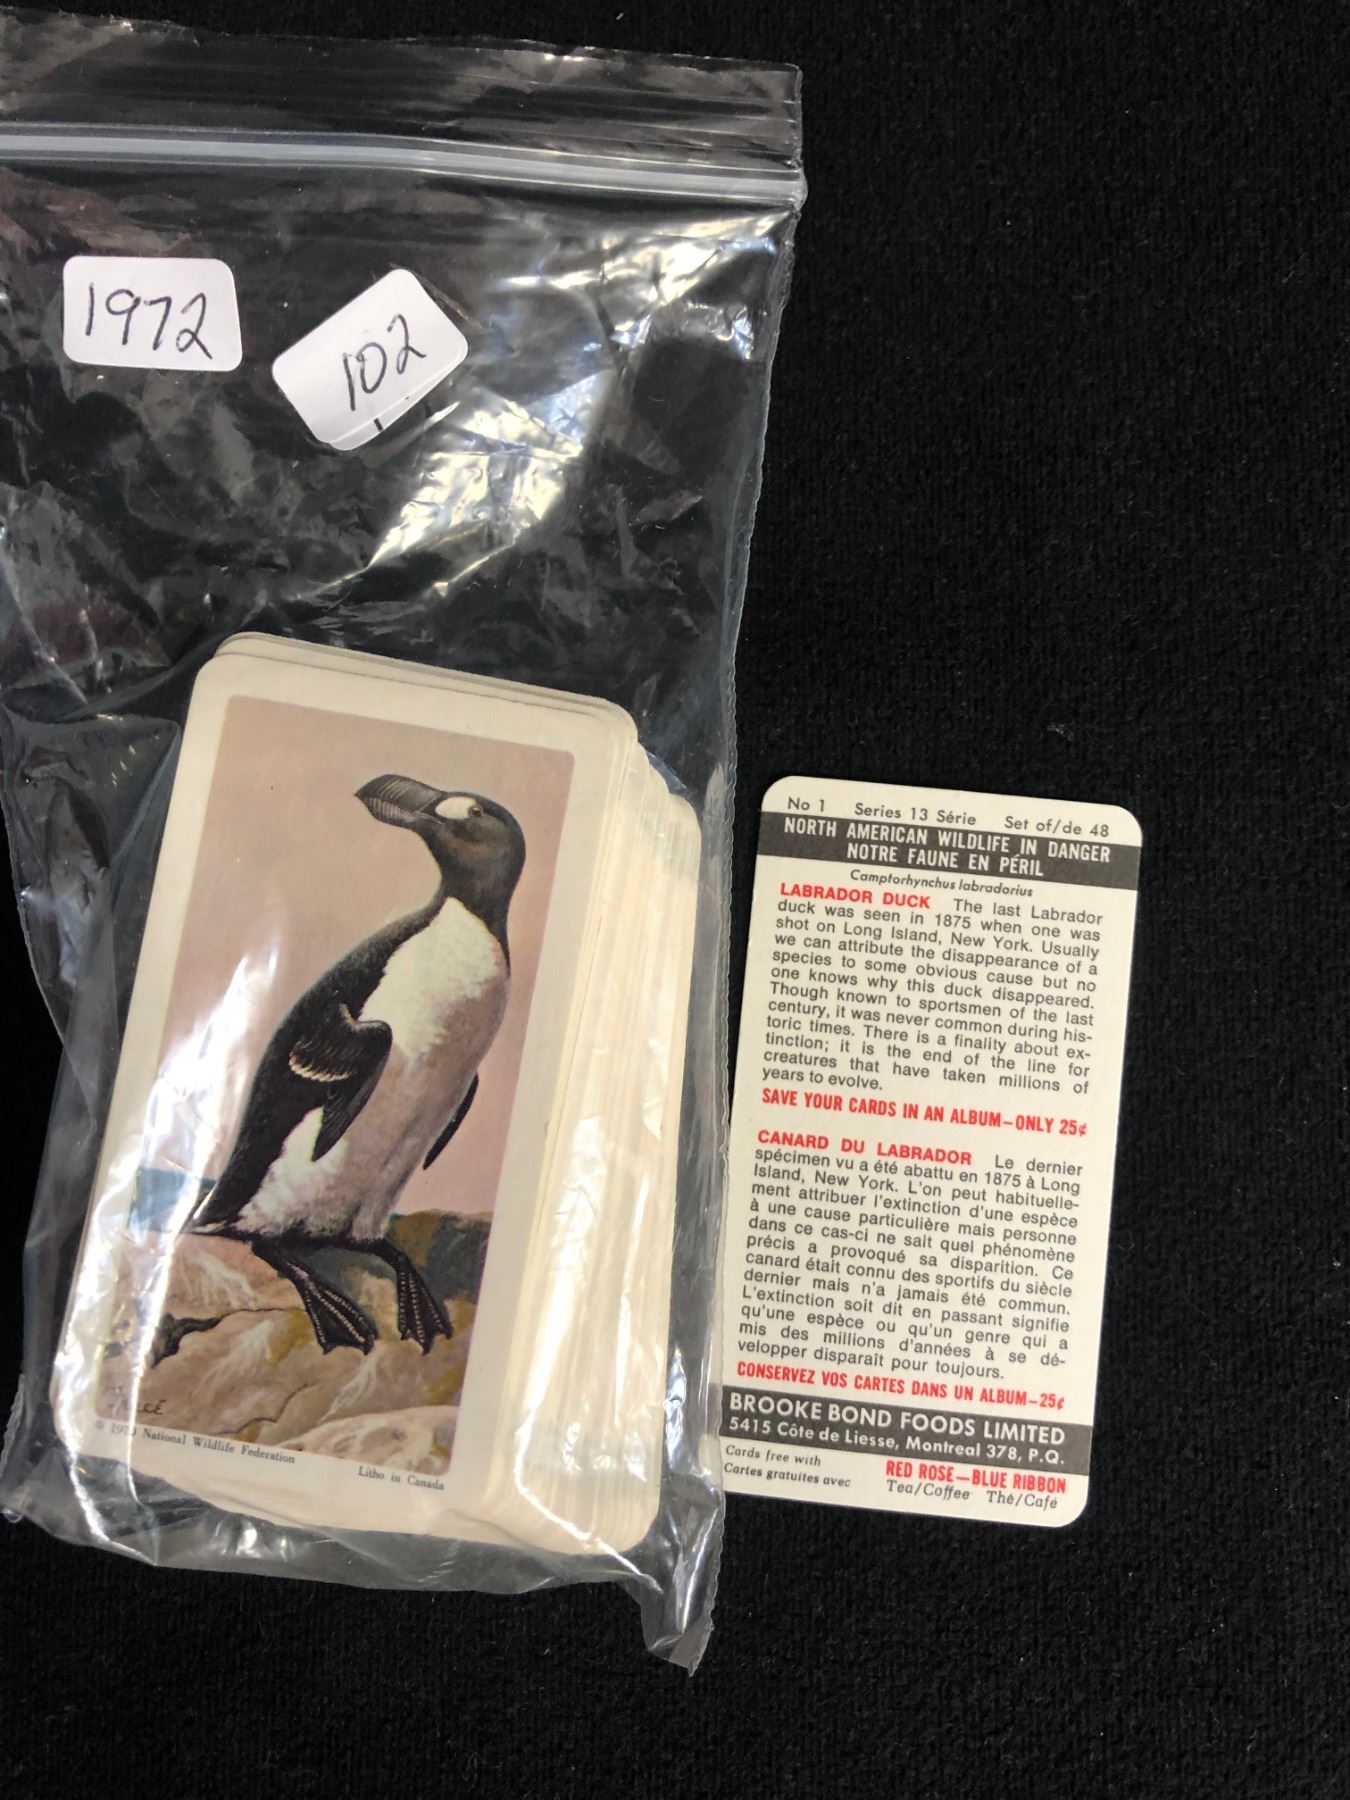 1972
102
© 1970 National Wildlife Federation
Litho in Canada
No 1 Series 13 Série Set of/de 48
NORTH AMERICAN WILDLIFE IN DANGER
NOTRE FAUNE EN PÉRIL
Camptorhynchus labradorius
LABRADOR DUCK The last Labrador
duck was seen in 1875 when one was
shot on Long Island, New York. Usually
we can attribute the disappearance of a
species to some obvious cause but no
one knows why this duck disappeared.
Though known to sportsmen of the last
century, it was never common during his-
toric times. There is a finality about ex-
tinction; it is the end of the line for
creatures that have taken millions of
years to evolve.
SAVE YOUR CARDS IN AN ALBUM—ONLY 25¢
CANARD DU LABRADOR Le dernier
spécimen vu a été abattu en 1875 à Long
Island, New York. L'on peut habituelle-
ment attribuer l'extinction d'une espèce
à une cause particulière mais personne
dans ce cas-ci ne sait quel phénomène
précis a provoqué sa disparition. Ce
canard était connu des sportifs du siècle
dernier mais n'a jamais été commun.
L'extinction soit dit en passant signifie
qu'une espèce ou qu'un genre qui a
mis des millions d'années à se dé-
velopper disparaît pour toujours.
CONSERVEZ VOS CARTES DANS UN ALBUM—25¢
BROOKE BOND FOODS LIMITED
5415 Côte de Liesse, Montreal 378, P.Q.
Cards free with RED ROSE—BLUE RIBBON
Cartes gratuites avec Tea/Coffee Thé/Café